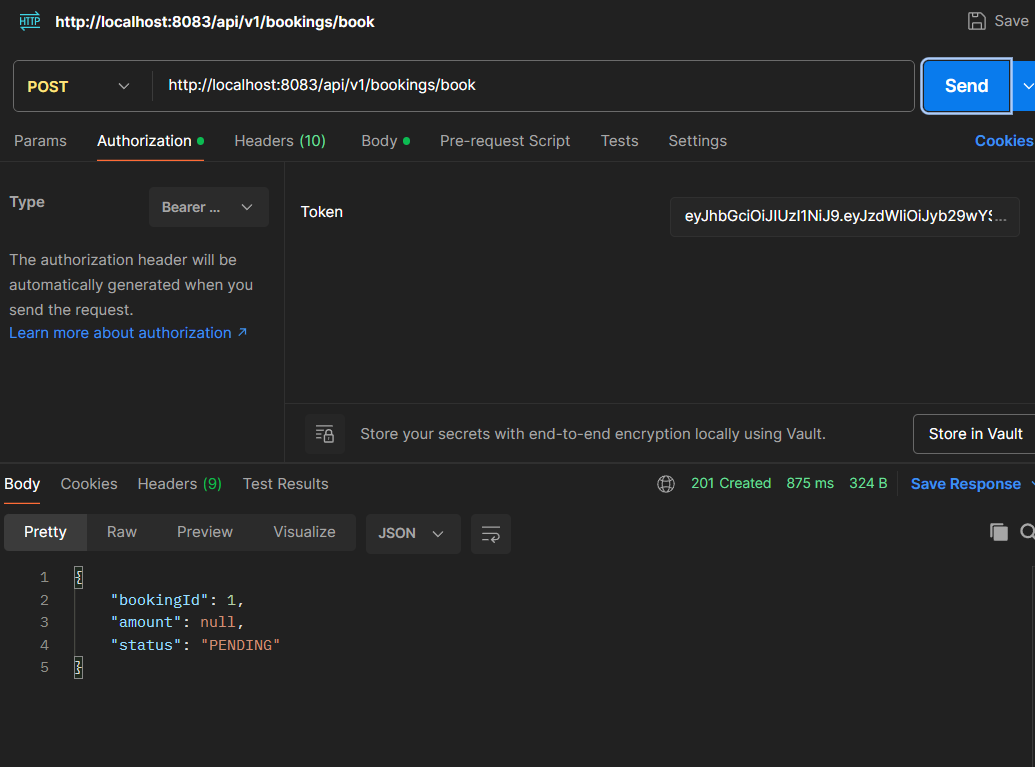 HTTP http://localhost:8083/api/v1/bookings/book Save
POST http://localhost:8083/api/v1/bookings/book Send
Params Authorization Headers (10) Body Pre-request Script Tests Settings Cookies
Type Bearer ... Token eyJhbGciOiJIUzI1NiJ9.eyJzdWIiOiJyb29wYS...
The authorization header will be
automatically generated when you
send the request.
Learn more about authorization ↗
Store your secrets with end-to-end encryption locally using Vault. Store in Vault
Body Cookies Headers (9) Test Results 201 Created 875 ms 324 B Save Response
Pretty Raw Preview Visualize JSON
1 {
2 "bookingId": 1,
3 "amount": null,
4 "status": "PENDING"
5 }